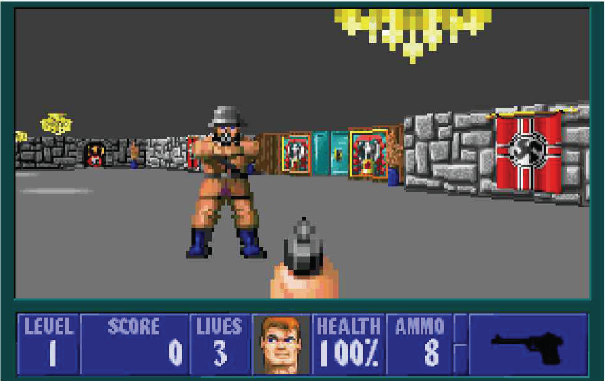 LEVEL SCORE LIVES HEALTH AMMO
1 0 3 100% 8